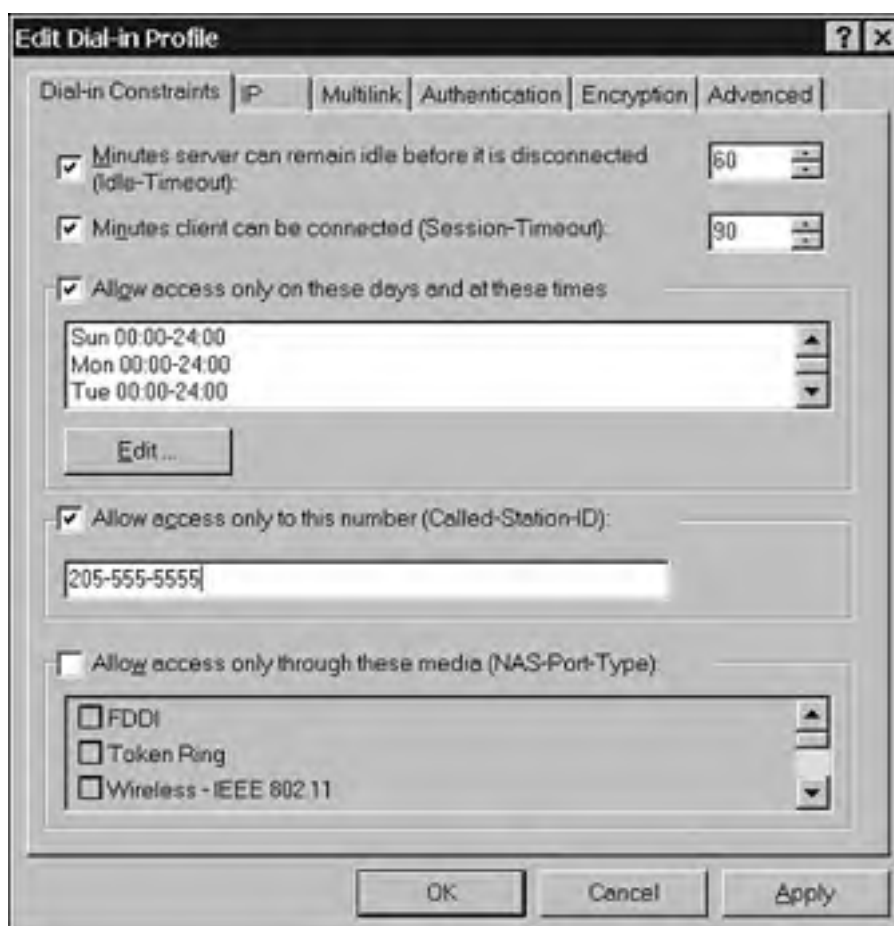 Edit Dial-in Profile
Dial-in Constraints IP Multilink Authentication Encryption Advanced
Minutes server can remain idle before it is disconnected 60
(Idle-Timeout):
Minutes client can be connected (Session-Timeout): 90
Allow access only on these days and at these times
Sun 00:00-24:00
Mon 00:00-24:00
Tue 00:00-24:00
Edit ...
Allow access only to this number (Called-Station-ID):
205-555-5555
Allow access only through these media (NAS-Port-Type):
FDDI
Token Ring
Wireless - IEEE 802.11
OK Cancel Apply